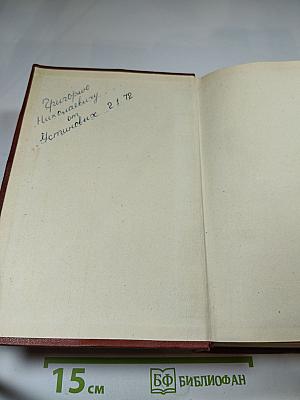 Григорию
Николаевичу
от
Устиновых 2 1 72
15 см
БФ БИБЛИОФАН